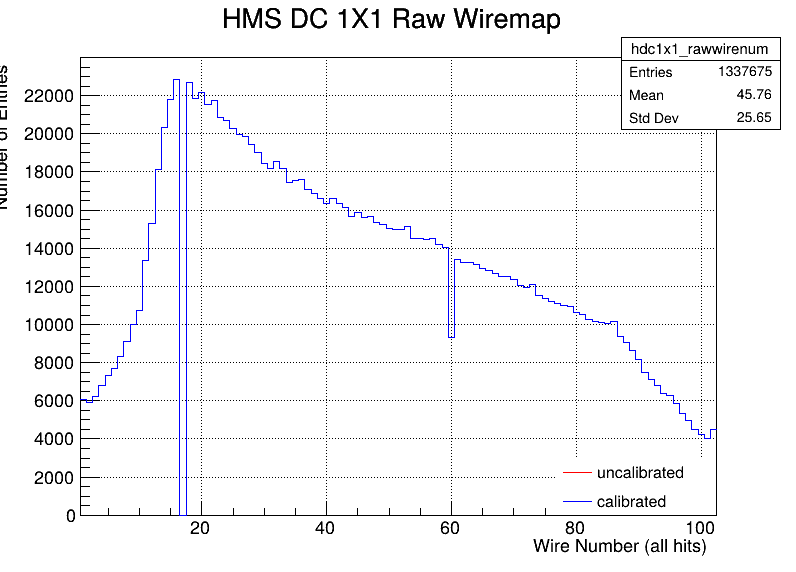 HMS DC 1X1 Raw Wiremap
hdc1x1_rawwirenum
Entries 1337675
Mean 45.76
Std Dev 25.65
Number of Entries
22000
20000
18000
16000
14000
12000
10000
8000
6000
4000
2000
0
uncalibrated
calibrated
20 40 60 80 100
Wire Number (all hits)